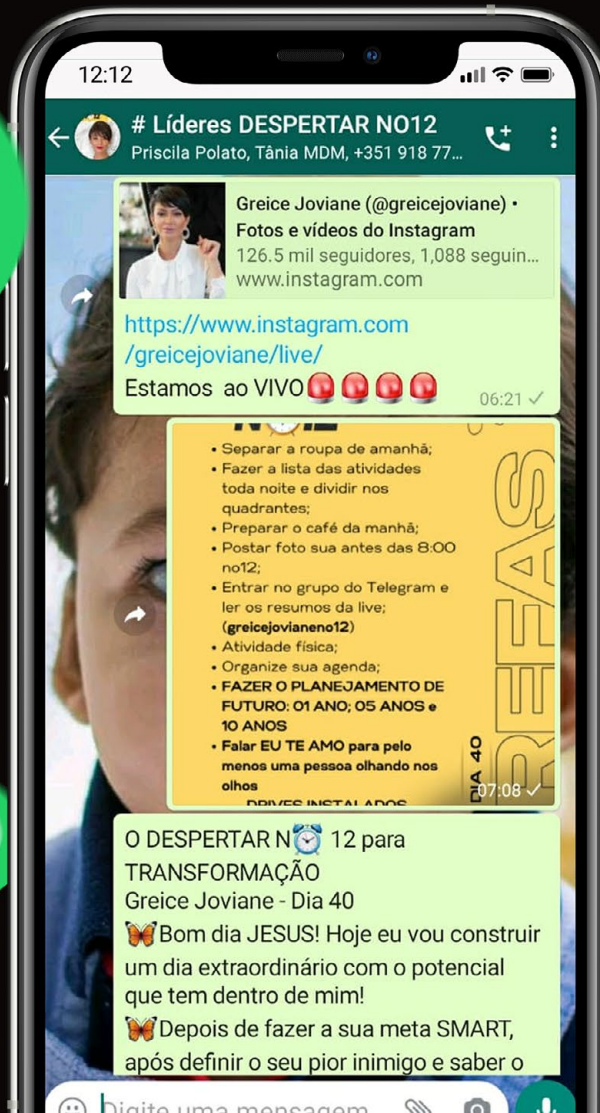 12:12
# Líderes DESPERTAR NO12
Priscila Polato, Tânia MDM, +351 918 77...
Greice Joviane (@greicejoviane) •
Fotos e vídeos do Instagram
126.5 mil seguidores, 1,088 seguin...
www.instagram.com
https://www.instagram.com
/greicejoviane/live/
Estamos ao VIVO
06:21
• Separar a roupa de amanhã;
• Fazer a lista das atividades
toda noite e dividir nos
quadrantes;
• Preparar o café da manhã;
• Postar foto sua antes das 8:00
no12;
• Entrar no grupo do Telegram e
ler os resumos da live;
(greicejovianeno12)
• Atividade física;
• Organize sua agenda;
• FAZER O PLANEJAMENTO DE
FUTURO: 01 ANO; 05 ANOS e
10 ANOS
• Falar EU TE AMO para pelo
menos uma pessoa olhando nos
olhos
DRIVES INSTALADOS
REFAS
DIA 40
07:08
O DESPERTAR N⏰ 12 para
TRANSFORMAÇÃO
Greice Joviane - Dia 40
🦋Bom dia JESUS! Hoje eu vou construir
um dia extraordinário com o potencial
que tem dentro de mim!
🦋Depois de fazer a sua meta SMART,
após definir o seu pior inimigo e saber o
Digite uma mensagem